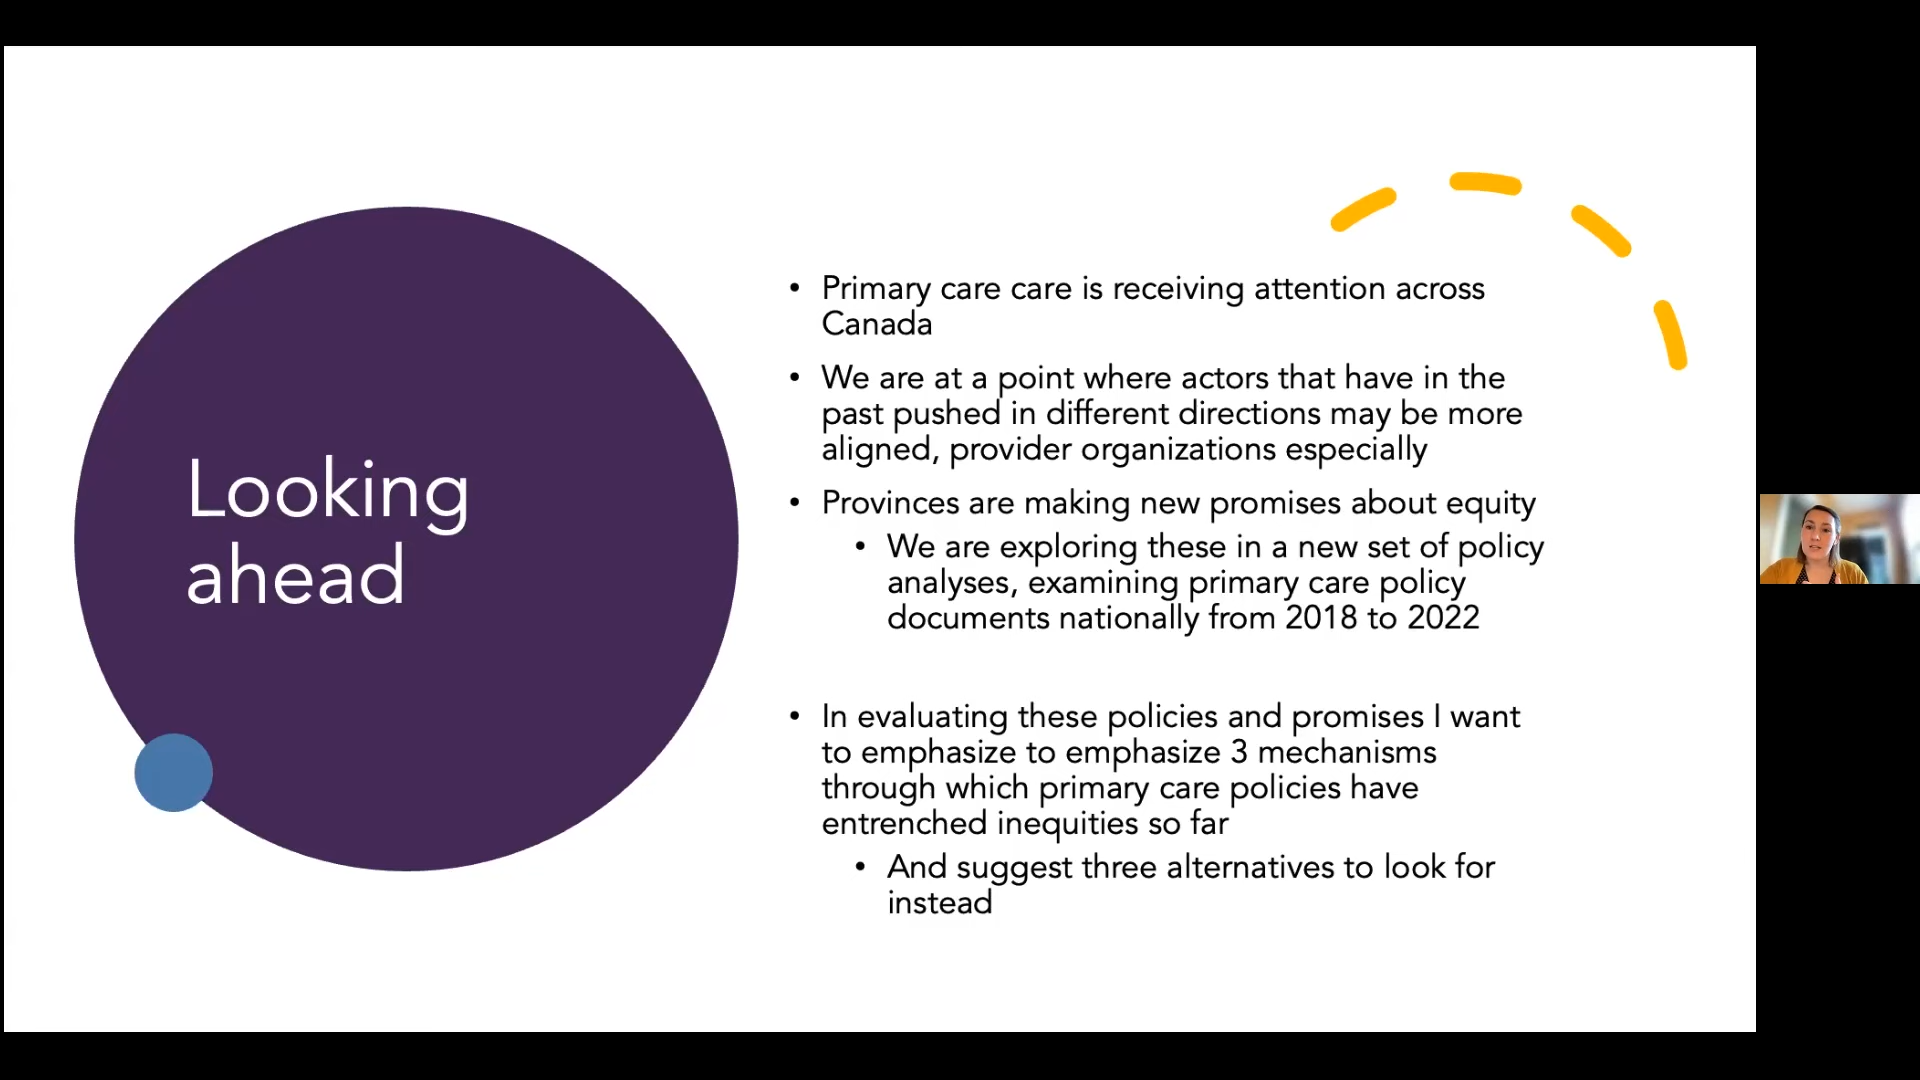 Looking
ahead
• Primary care care is receiving attention across
Canada
• We are at a point where actors that have in the
past pushed in different directions may be more
aligned, provider organizations especially
• Provinces are making new promises about equity
• We are exploring these in a new set of policy
analyses, examining primary care policy
documents nationally from 2018 to 2022
• In evaluating these policies and promises I want
to emphasize to emphasize 3 mechanisms
through which primary care policies have
entrenched inequities so far
• And suggest three alternatives to look for
instead